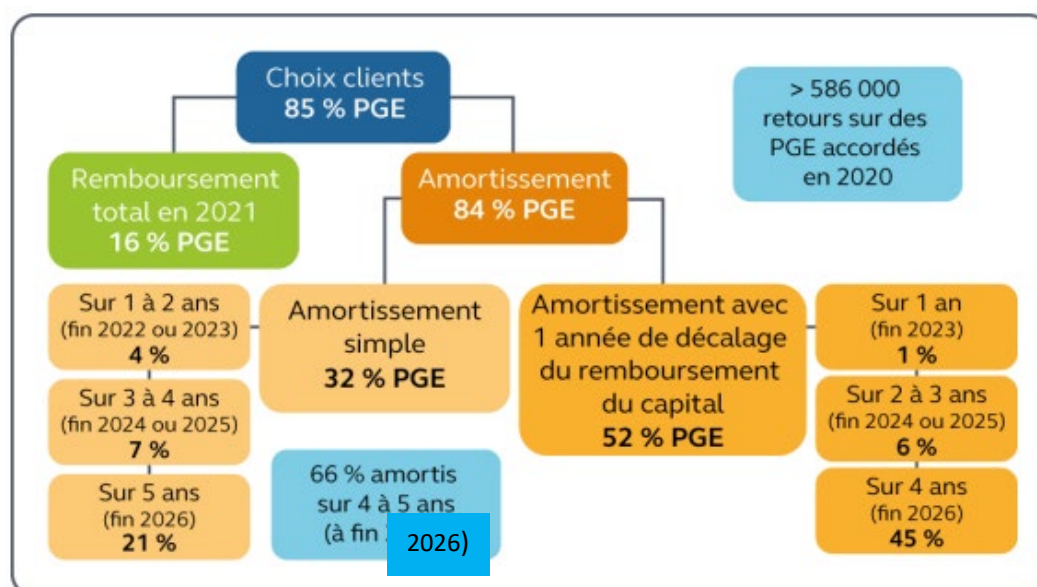 Choix clients
85 % PGE
> 586 000
retours sur des
PGE accordés
en 2020
Remboursement
total en 2021
16 % PGE
Amortissement
84 % PGE
Sur 1 à 2 ans
(fin 2022 ou 2023)
4 %
Sur 3 à 4 ans
(fin 2024 ou 2025)
7 %
Sur 5 ans
(fin 2026)
21 %
Amortissement
simple
32 % PGE
66 % amortis
sur 4 à 5 ans
(à fin 2026)
Amortissement avec
1 année de décalage
du remboursement
du capital
52 % PGE
Sur 1 an
(fin 2023)
1 %
Sur 2 à 3 ans
(fin 2024 ou 2025)
6 %
Sur 4 ans
(fin 2026)
45 %